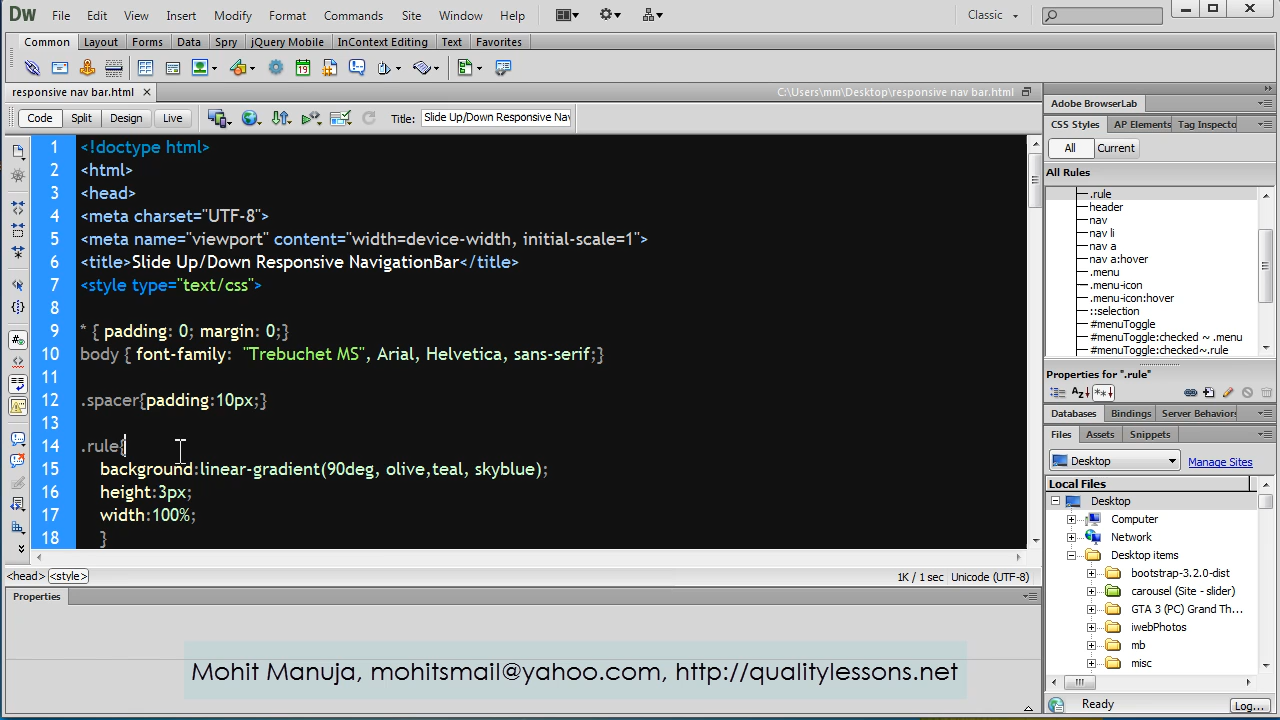 Dw File Edit View Insert Modify Format Commands Site Window Help Classic
Common Layout Forms Data Spry jQuery Mobile InContext Editing Text Favorites
responsive nav bar.html C:\Users\mm\Desktop\responsive nav bar.html
Code Split Design Live Title: Slide Up/Down Responsive Nav
1 <!doctype html>
2 <html>
3 <head>
4 <meta charset="UTF-8">
5 <meta name="viewport" content="width=device-width, initial-scale=1">
6 <title>Slide Up/Down Responsive NavigationBar</title>
7 <style type="text/css">
8
9 * { padding: 0; margin: 0;}
10 body { font-family: "Trebuchet MS", Arial, Helvetica, sans-serif;}
11
12 .spacer{padding:10px;}
13
14 .rule{
15 background:linear-gradient(90deg, olive,teal, skyblue);
16 height:3px;
17 width:100%;
18 }
<head> <style> 1K / 1 sec Unicode (UTF-8)
Properties
Mohit Manuja, mohitsmail@yahoo.com, http://qualitylessons.net
Adobe BrowserLab
CSS Styles AP Elements Tag Inspecto
All Current
All Rules
.rule
header
nav
nav li
nav a
nav a:hover
.menu
.menu-icon
.menu-icon:hover
::selection
#menuToggle
#menuToggle:checked ~ .menu
#menuToggle:checked~.rule
Properties for ".rule"
Databases Bindings Server Behaviors
Files Assets Snippets
Desktop Manage Sites
Local Files
Desktop
Computer
Network
Desktop items
bootstrap-3.2.0-dist
carousel (Site - slider)
GTA 3 (PC) Grand Th...
iwebPhotos
mb
misc
Ready Log...